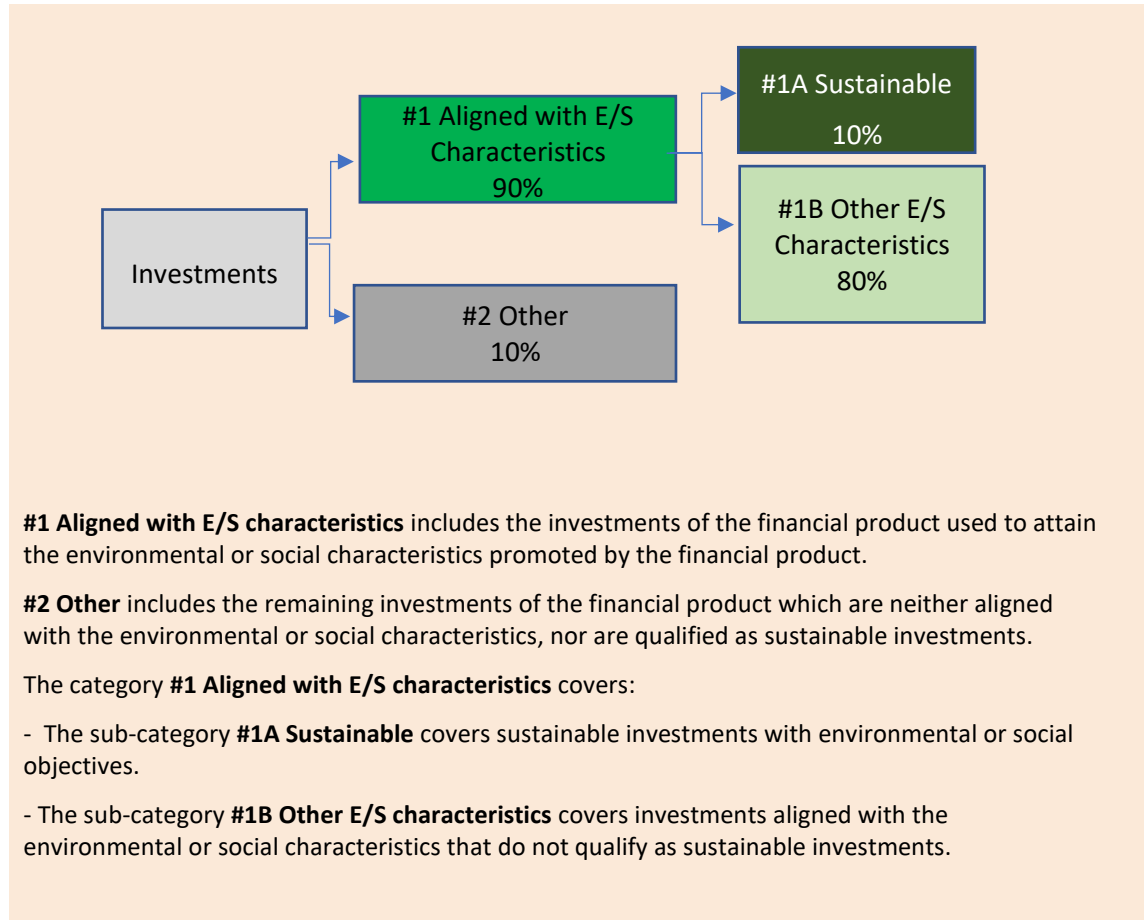 #1A Sustainable
10%
#1 Aligned with E/S
Characteristics
90%
#1B Other E/S
Characteristics
80%
Investments
#2 Other
10%
#1 Aligned with E/S characteristics includes the investments of the financial product used to attain
the environmental or social characteristics promoted by the financial product.
#2 Other includes the remaining investments of the financial product which are neither aligned
with the environmental or social characteristics, nor are qualified as sustainable investments.
The category #1 Aligned with E/S characteristics covers:
- The sub-category #1A Sustainable covers sustainable investments with environmental or social
objectives.
- The sub-category #1B Other E/S characteristics covers investments aligned with the
environmental or social characteristics that do not qualify as sustainable investments.